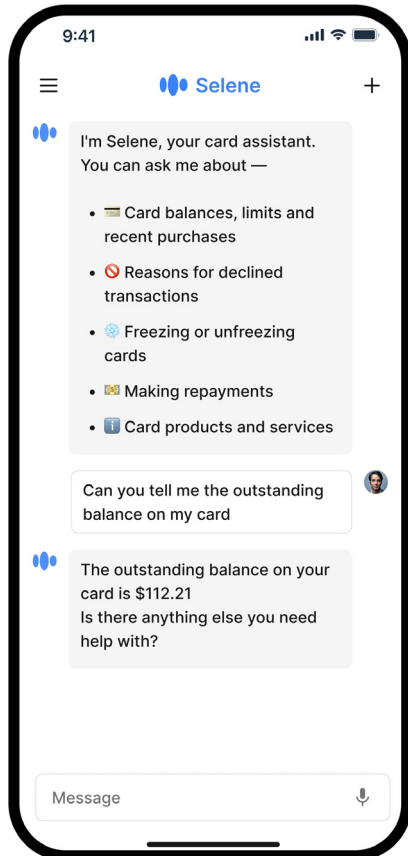 9:41
Selene
I'm Selene, your card assistant.
You can ask me about —
• 💳 Card balances, limits and
recent purchases
• 🚫 Reasons for declined
transactions
• ❄️ Freezing or unfreezing
cards
• 💵 Making repayments
• ℹ️ Card products and services
Can you tell me the outstanding
balance on my card
The outstanding balance on your
card is $112.21
Is there anything else you need
help with?
Message